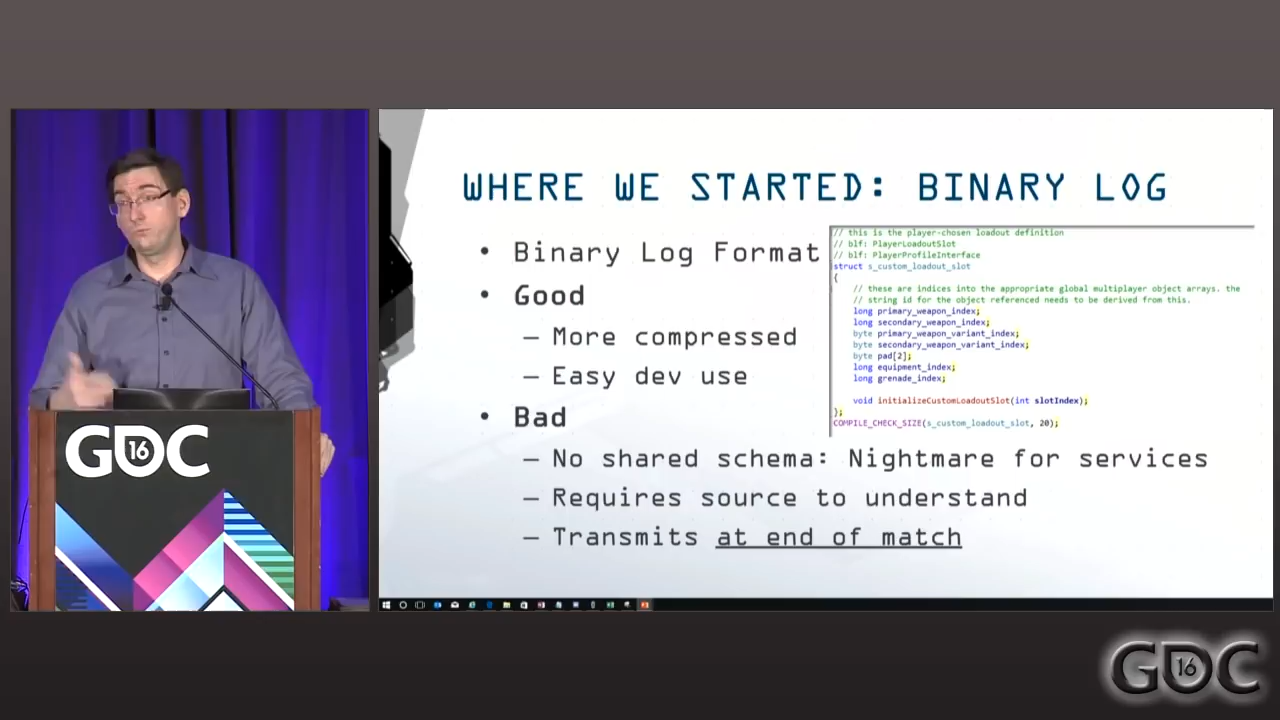 WHERE WE STARTED: BINARY LOG
• Binary Log Format
• Good
– More compressed
– Easy dev use
• Bad
– No shared schema: Nightmare for services
– Requires source to understand
– Transmits at end of match
// this is the player-chosen loadout definition
// blf: PlayerLoadoutSlot
// blf: PlayerProfileInterface
struct s_custom_loadout_slot
{
// these are indices into the appropriate global multiplayer object arrays. the
// string id for the object referenced needs to be derived from this.
long primary_weapon_index;
long secondary_weapon_index;
byte primary_weapon_variant_index;
byte secondary_weapon_variant_index;
byte pad[2];
long equipment_index;
long grenade_index;
void initializeCustomLoadoutSlot(int slotIndex);
};
COMPILE_CHECK_SIZE(s_custom_loadout_slot, 20);
GDC 16
GDC 16